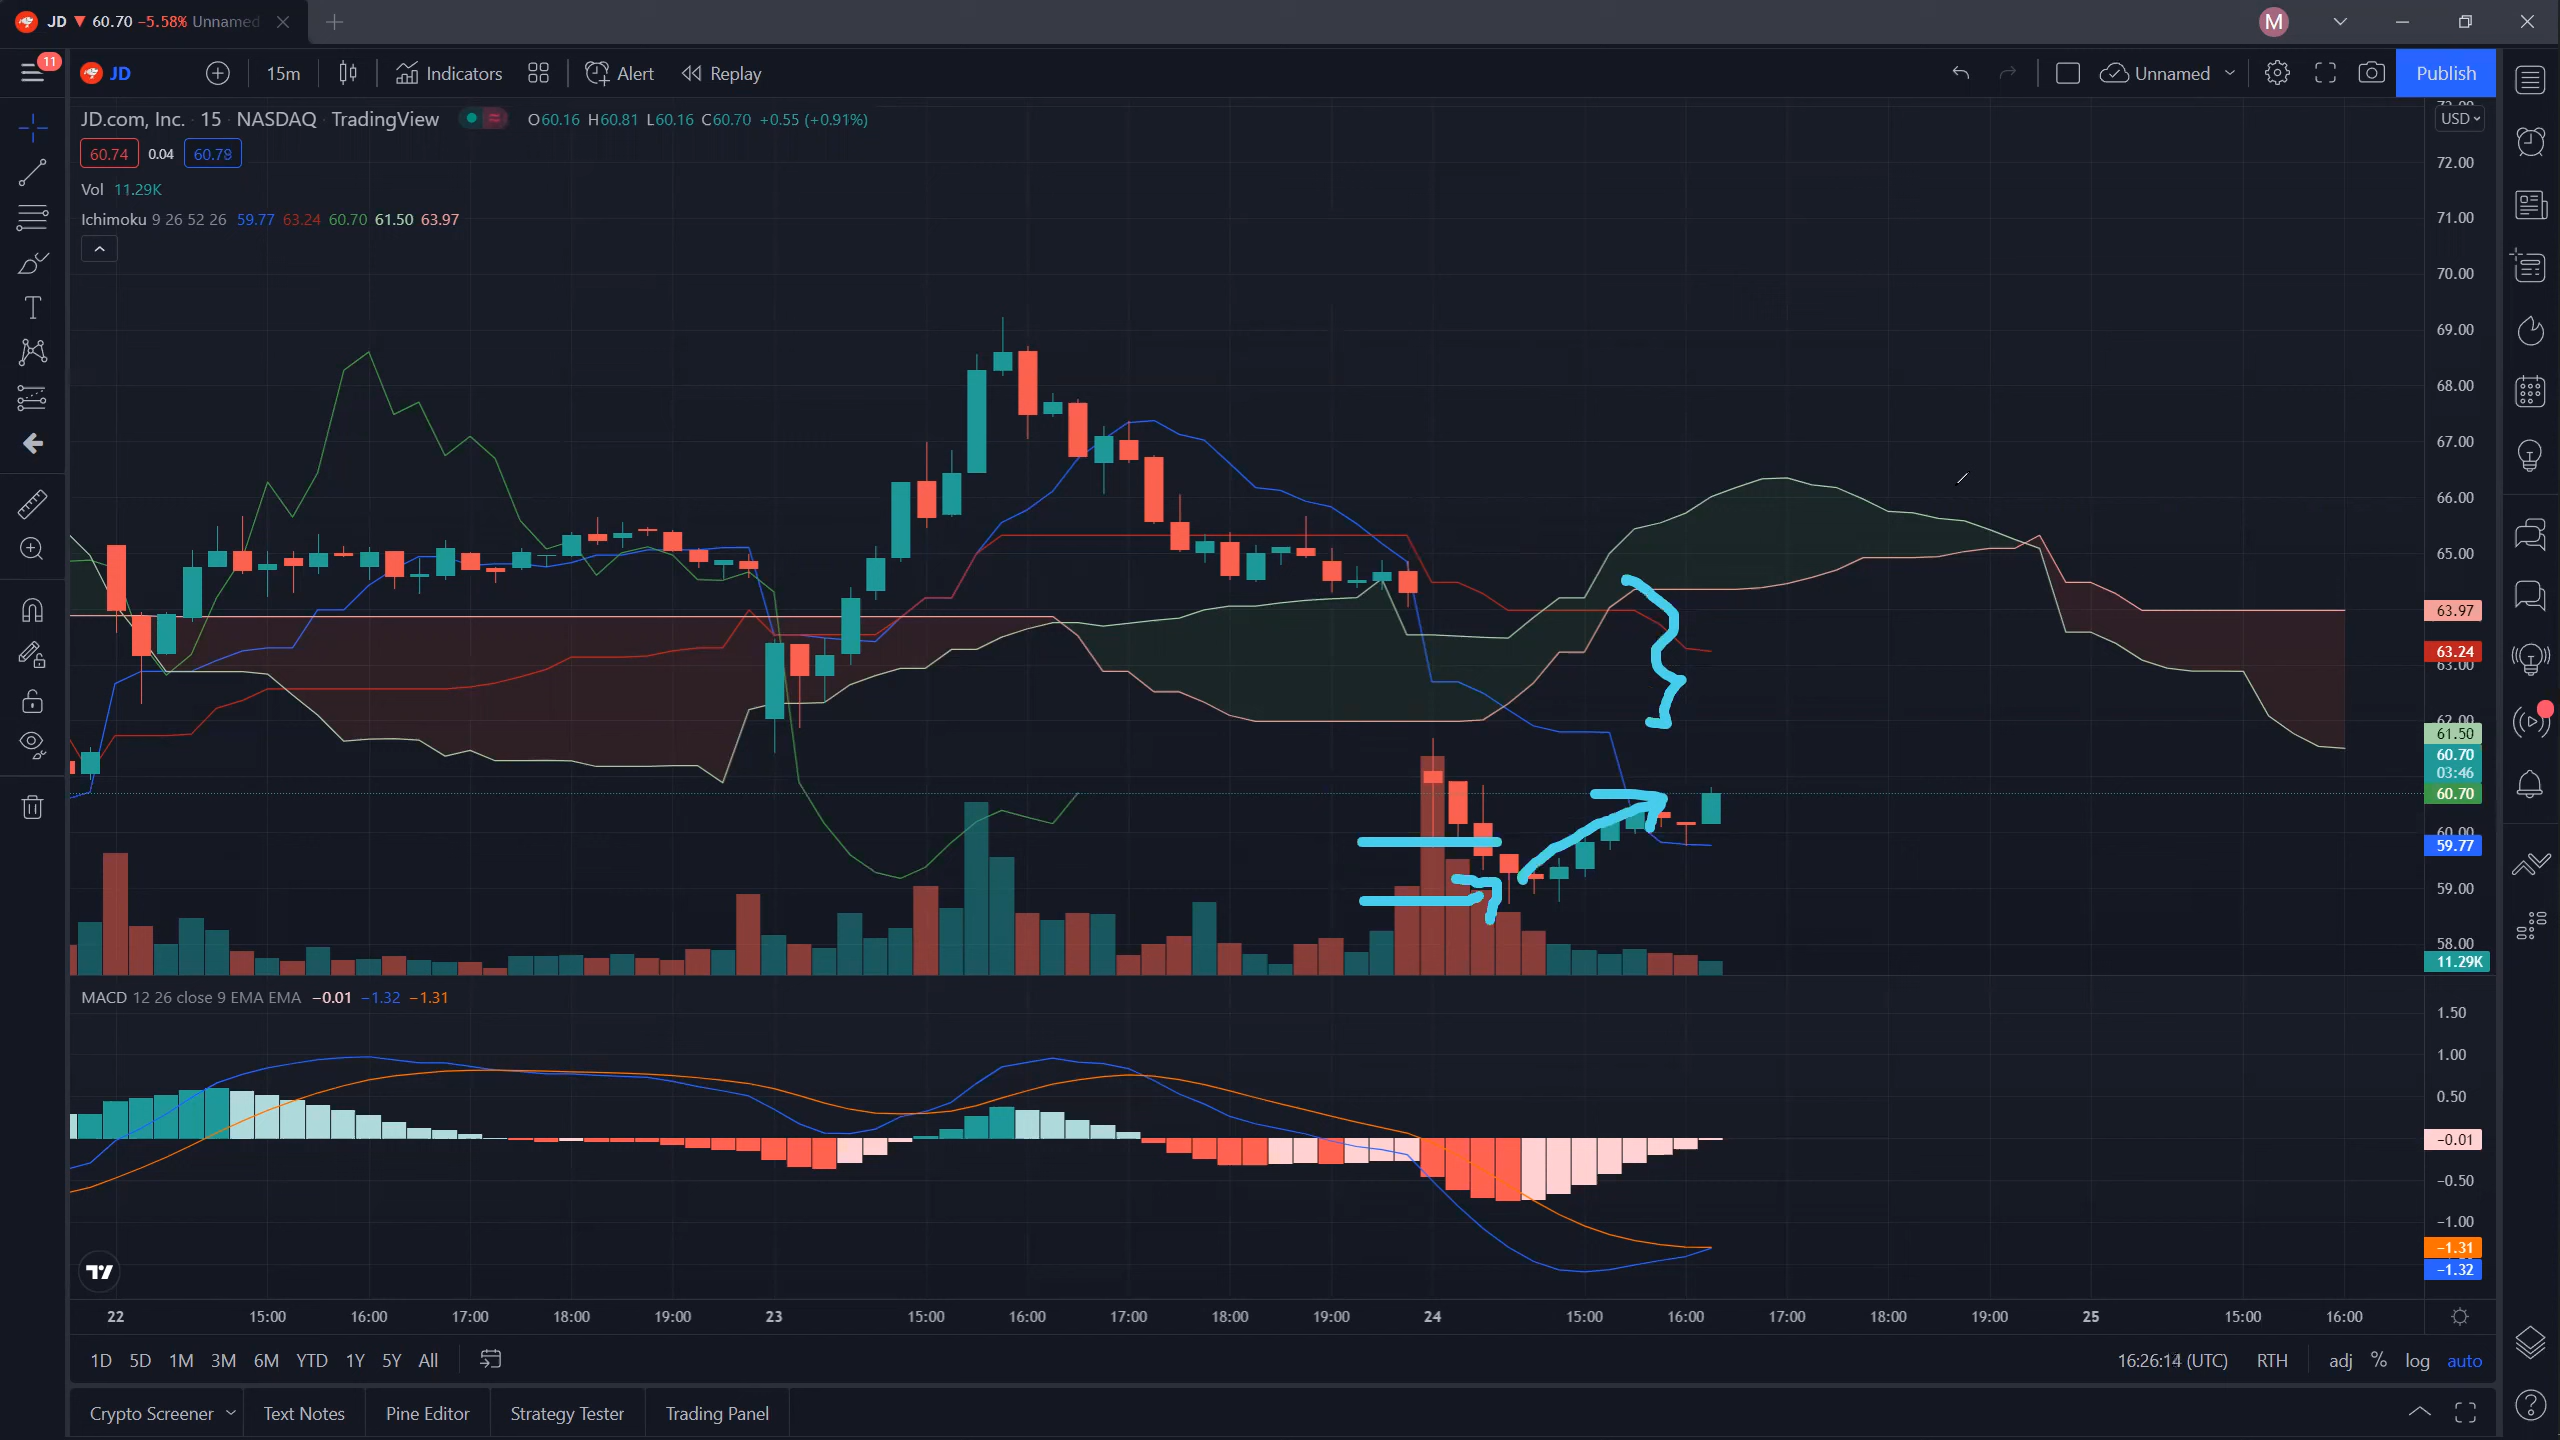 JD ▼ 60.70 −5.58% Unnamed
M
11
JD 15m Indicators Alert Replay Unnamed Publish
JD.com, Inc. 15 NASDAQ TradingView O60.16 H60.81 L60.16 C60.70 +0.55 (+0.91%)
60.74 0.04 60.78
Vol 11.29K
Ichimoku 9 26 52 26 59.77 63.24 60.70 61.50 63.97
USD
72.00
71.00
70.00
69.00
68.00
67.00
66.00
65.00
63.97
63.24
63.00
62.00
61.50
60.70
03:46
60.70
60.00
59.77
59.00
58.00
11.29K
MACD 12 26 close 9 EMA EMA −0.01 −1.32 −1.31
1.50
1.00
0.50
−0.01
−0.50
−1.00
−1.31
−1.32
22 15:00 16:00 17:00 18:00 19:00 23 15:00 16:00 17:00 18:00 19:00 24 15:00 16:00 17:00 18:00 19:00 25 15:00 16:00
1D 5D 1M 3M 6M YTD 1Y 5Y All 16:26:14 (UTC) RTH adj % log auto
Crypto Screener Text Notes Pine Editor Strategy Tester Trading Panel